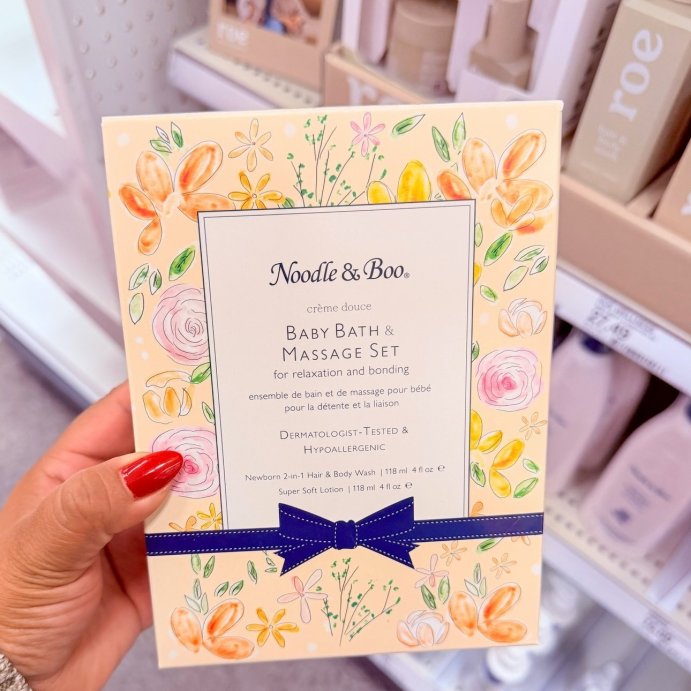 roe
roe
Noodle & Boo®
crème douce
BABY BATH &
MASSAGE SET
for relaxation and bonding
ensemble de bain et de massage pour bébé
pour la détente et la liaison
DERMATOLOGIST-TESTED &
HYPOALLERGENIC
Newborn 2-in-1 Hair & Body Wash | 118 ml 4 fl oz ℮
Super Soft Lotion | 118 ml 4 fl oz ℮